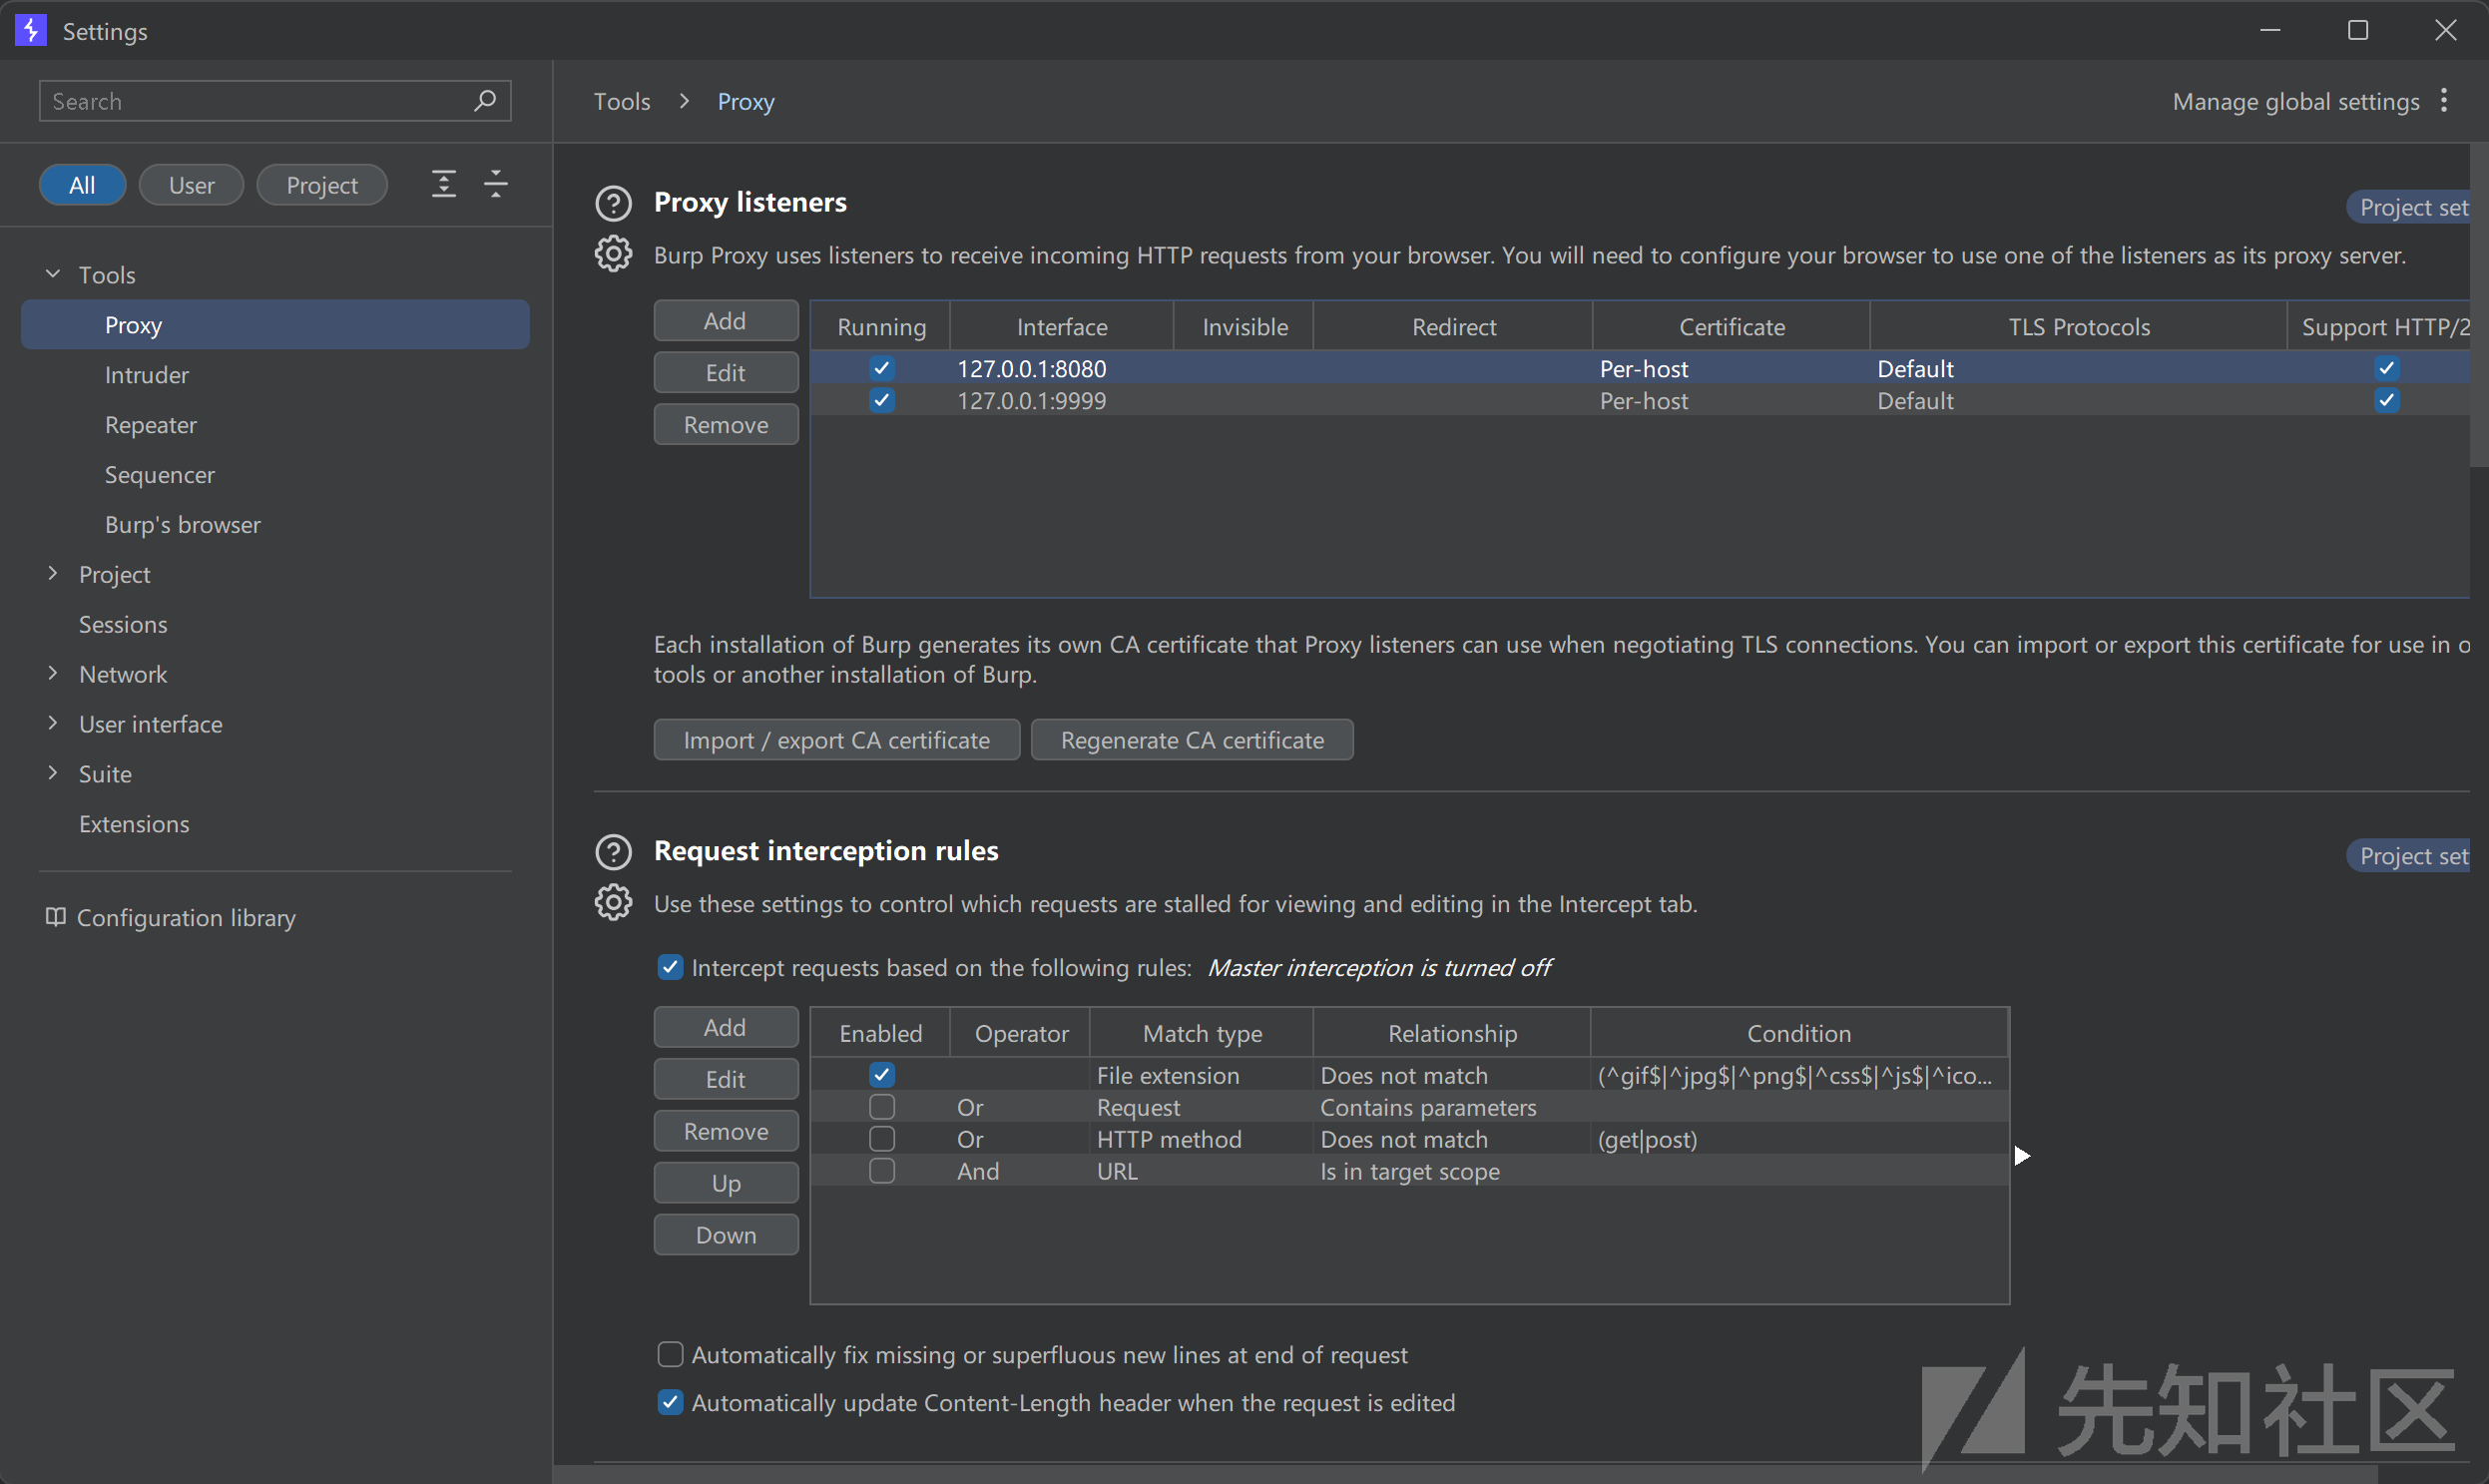 Settings
Search
Tools > Proxy
Manage global settings
All
User
Project
Tools
Proxy
Intruder
Repeater
Sequencer
Burp's browser
Project
Sessions
Network
User interface
Suite
Extensions
Configuration library
Proxy listeners
Project set
Burp Proxy uses listeners to receive incoming HTTP requests from your browser. You will need to configure your browser to use one of the listeners as its proxy server.
Add
Edit
Remove
Running Interface Invisible Redirect Certificate TLS Protocols Support HTTP/2
127.0.0.1:8080 Per-host Default
127.0.0.1:9999 Per-host Default
Each installation of Burp generates its own CA certificate that Proxy listeners can use when negotiating TLS connections. You can import or export this certificate for use in o
tools or another installation of Burp.
Import / export CA certificate
Regenerate CA certificate
Request interception rules
Project set
Use these settings to control which requests are stalled for viewing and editing in the Intercept tab.
Intercept requests based on the following rules: Master interception is turned off
Add
Edit
Remove
Up
Down
Enabled Operator Match type Relationship Condition
File extension Does not match (^gif$|^jpg$|^png$|^css$|^js$|^ico...
Or Request Contains parameters
Or HTTP method Does not match (get|post)
And URL Is in target scope
Automatically fix missing or superfluous new lines at end of request
Automatically update Content-Length header when the request is edited
先知社区